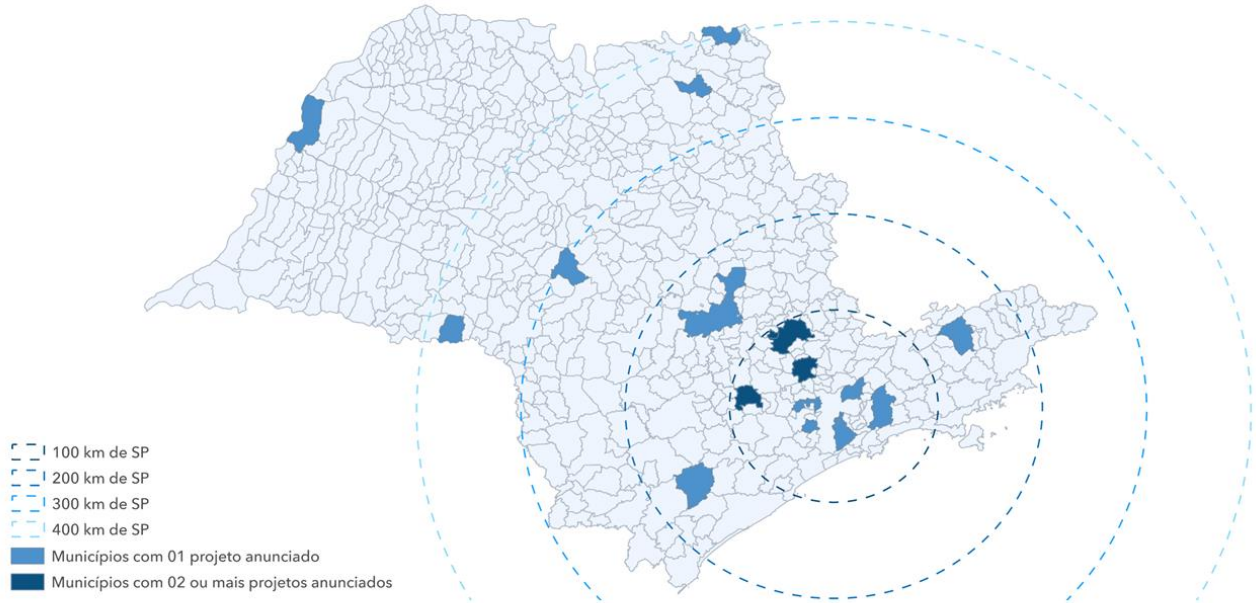 100 km de SP
200 km de SP
300 km de SP
400 km de SP
Municípios com 01 projeto anunciado
Municípios com 02 ou mais projetos anunciados